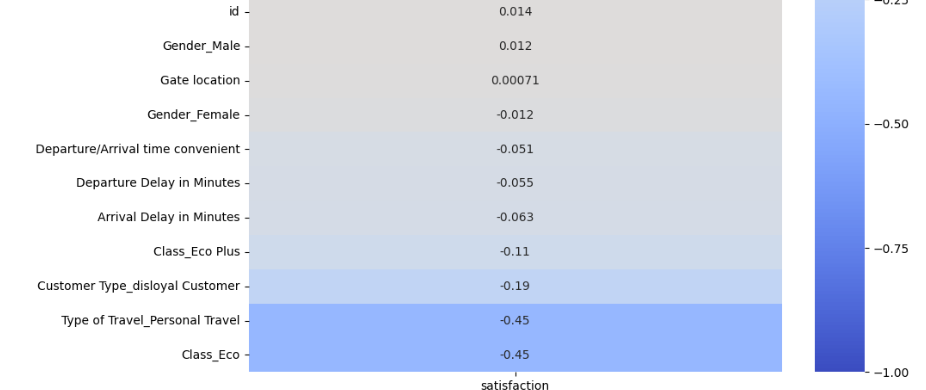 id 0.014 -0.25
Gender_Male 0.012
Gate location 0.00071
Gender_Female -0.012 -0.50
Departure/Arrival time convenient -0.051
Departure Delay in Minutes -0.055
Arrival Delay in Minutes -0.063
Class_Eco Plus -0.11 -0.75
Customer Type_disloyal Customer -0.19
Type of Travel_Personal Travel -0.45
Class_Eco -0.45 -1.00
satisfaction